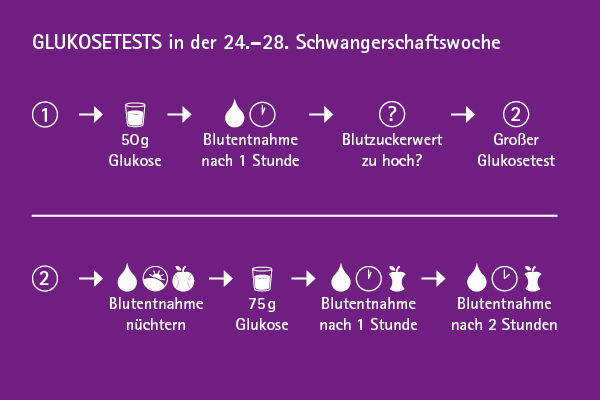 GLUKOSETESTS in der 24.–28. Schwangerschaftswoche
1
50g
Glukose
Blutentnahme
nach 1 Stunde
?
Blutzuckerwert
zu hoch?
2
Großer
Glukosetest
2
Blutentnahme
nüchtern
75g
Glukose
Blutentnahme
nach 1 Stunde
Blutentnahme
nach 2 Stunden